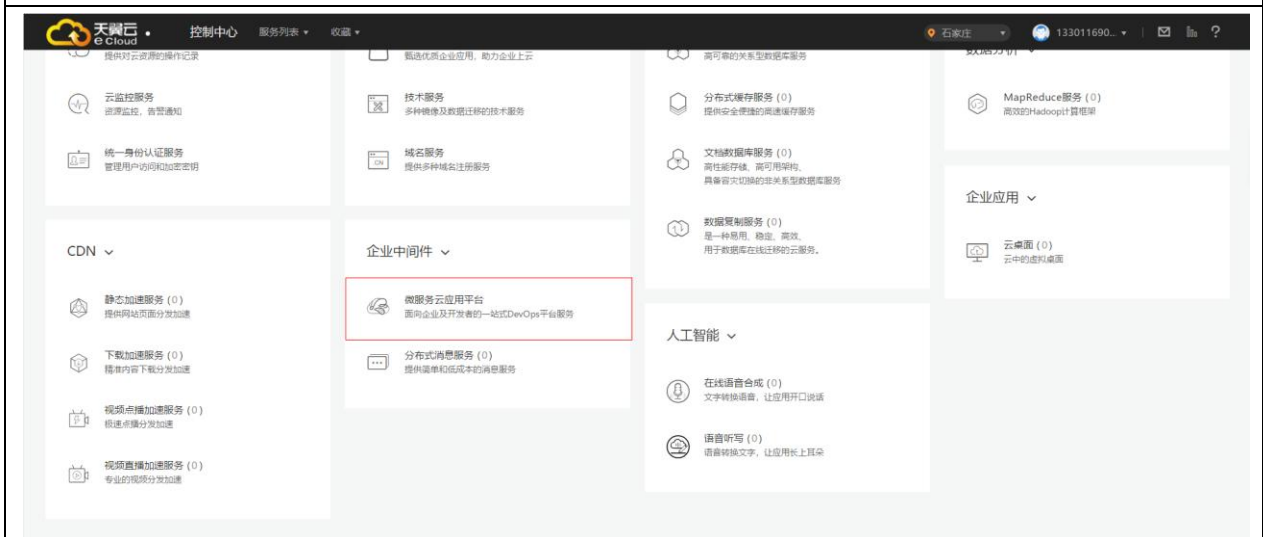 天翼云
e Cloud
控制中心
服务列表
收藏
石家庄
133011690...
?
提供对云资源的操作记录
云监控服务
资源监控，告警通知
统一身份认证服务
管理用户访问和加密密钥
CDN
静态加速服务 (0)
提供网站页面分发加速
下载加速服务 (0)
精准内容下载分发加速
视频点播加速服务 (0)
极速点播分发加速
视频直播加速服务 (0)
专业的视频分发加速
甄选优质企业应用，助力企业上云
技术服务
多种镜像及数据迁移的技术服务
域名服务
提供多种域名注册服务
企业中间件
微服务云应用平台
面向企业及开发者的一站式DevOps平台服务
分布式消息服务 (0)
提供简单和低成本的消息服务
高可靠的关系型数据库服务
分布式缓存服务 (0)
提供安全便捷的高速缓存服务
文档数据库服务 (0)
高性能存储、高可用架构、
具备容灾切换的非关系型数据库服务
数据复制服务 (0)
是一种易用、稳定、高效、
用于数据库在线迁移的云服务。
人工智能
在线语音合成 (0)
文字转换语音，让应用开口说话
语音听写 (0)
语音转换文字，让应用长上耳朵
数据分析
MapReduce服务 (0)
高效的Hadoop计算框架
企业应用
云桌面 (0)
云中的虚拟桌面